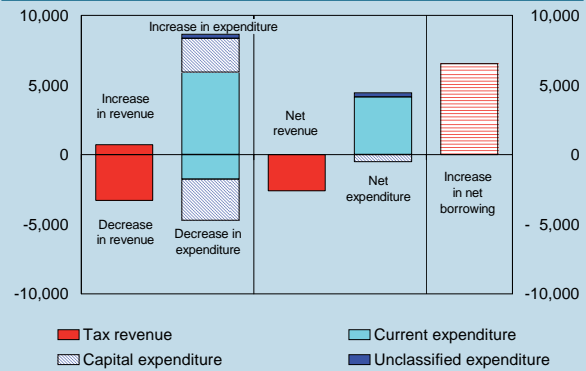 10,000
10,000
Increase in expenditure
5,000
5,000
Increase
in revenue
Net
revenue
0
0
Decrease
in revenue
Decrease in
expenditure
Net
expenditure
Increase
in net
borrowing
-5,000
- 5,000
-10,000
-10,000
Tax revenue
Current expenditure
Capital expenditure
Unclassified expenditure